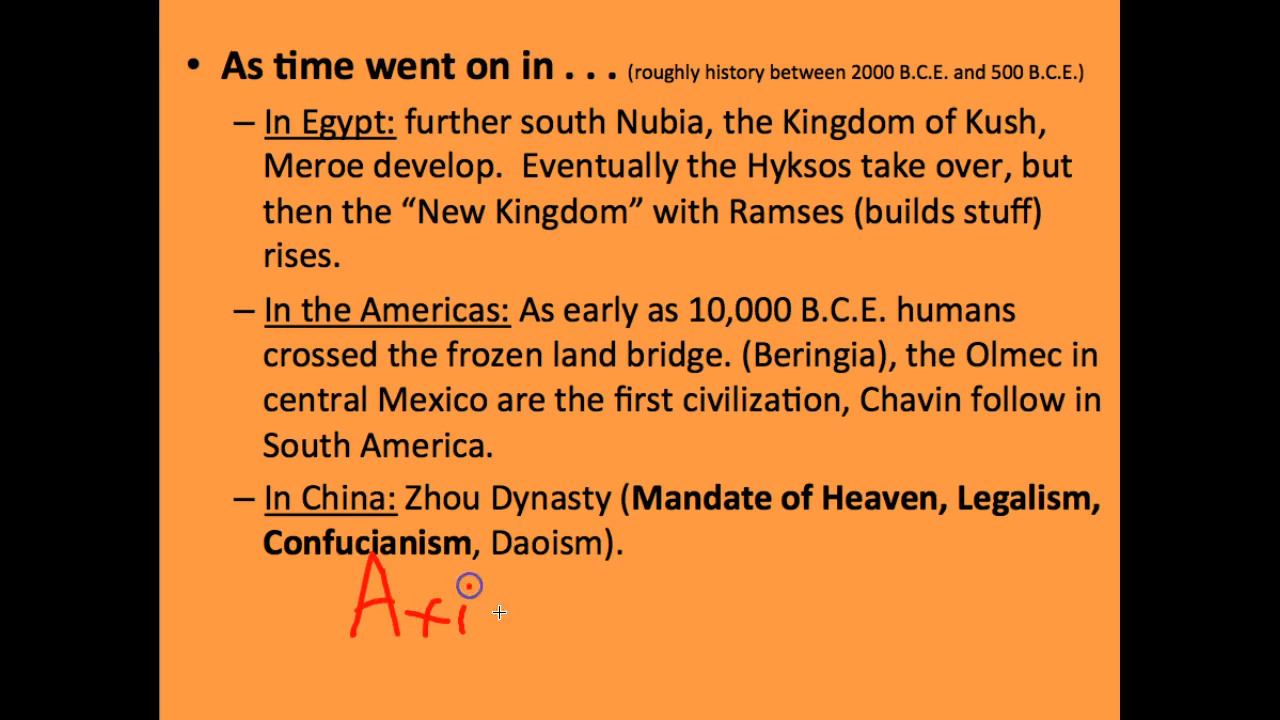 • As time went on in . . . (roughly history between 2000 B.C.E. and 500 B.C.E.)
– In Egypt: further south Nubia, the Kingdom of Kush,
Meroe develop. Eventually the Hyksos take over, but
then the “New Kingdom” with Ramses (builds stuff)
rises.
– In the Americas: As early as 10,000 B.C.E. humans
crossed the frozen land bridge. (Beringia), the Olmec in
central Mexico are the first civilization, Chavin follow in
South America.
– In China: Zhou Dynasty (Mandate of Heaven, Legalism,
Confucianism, Daoism).
Axi